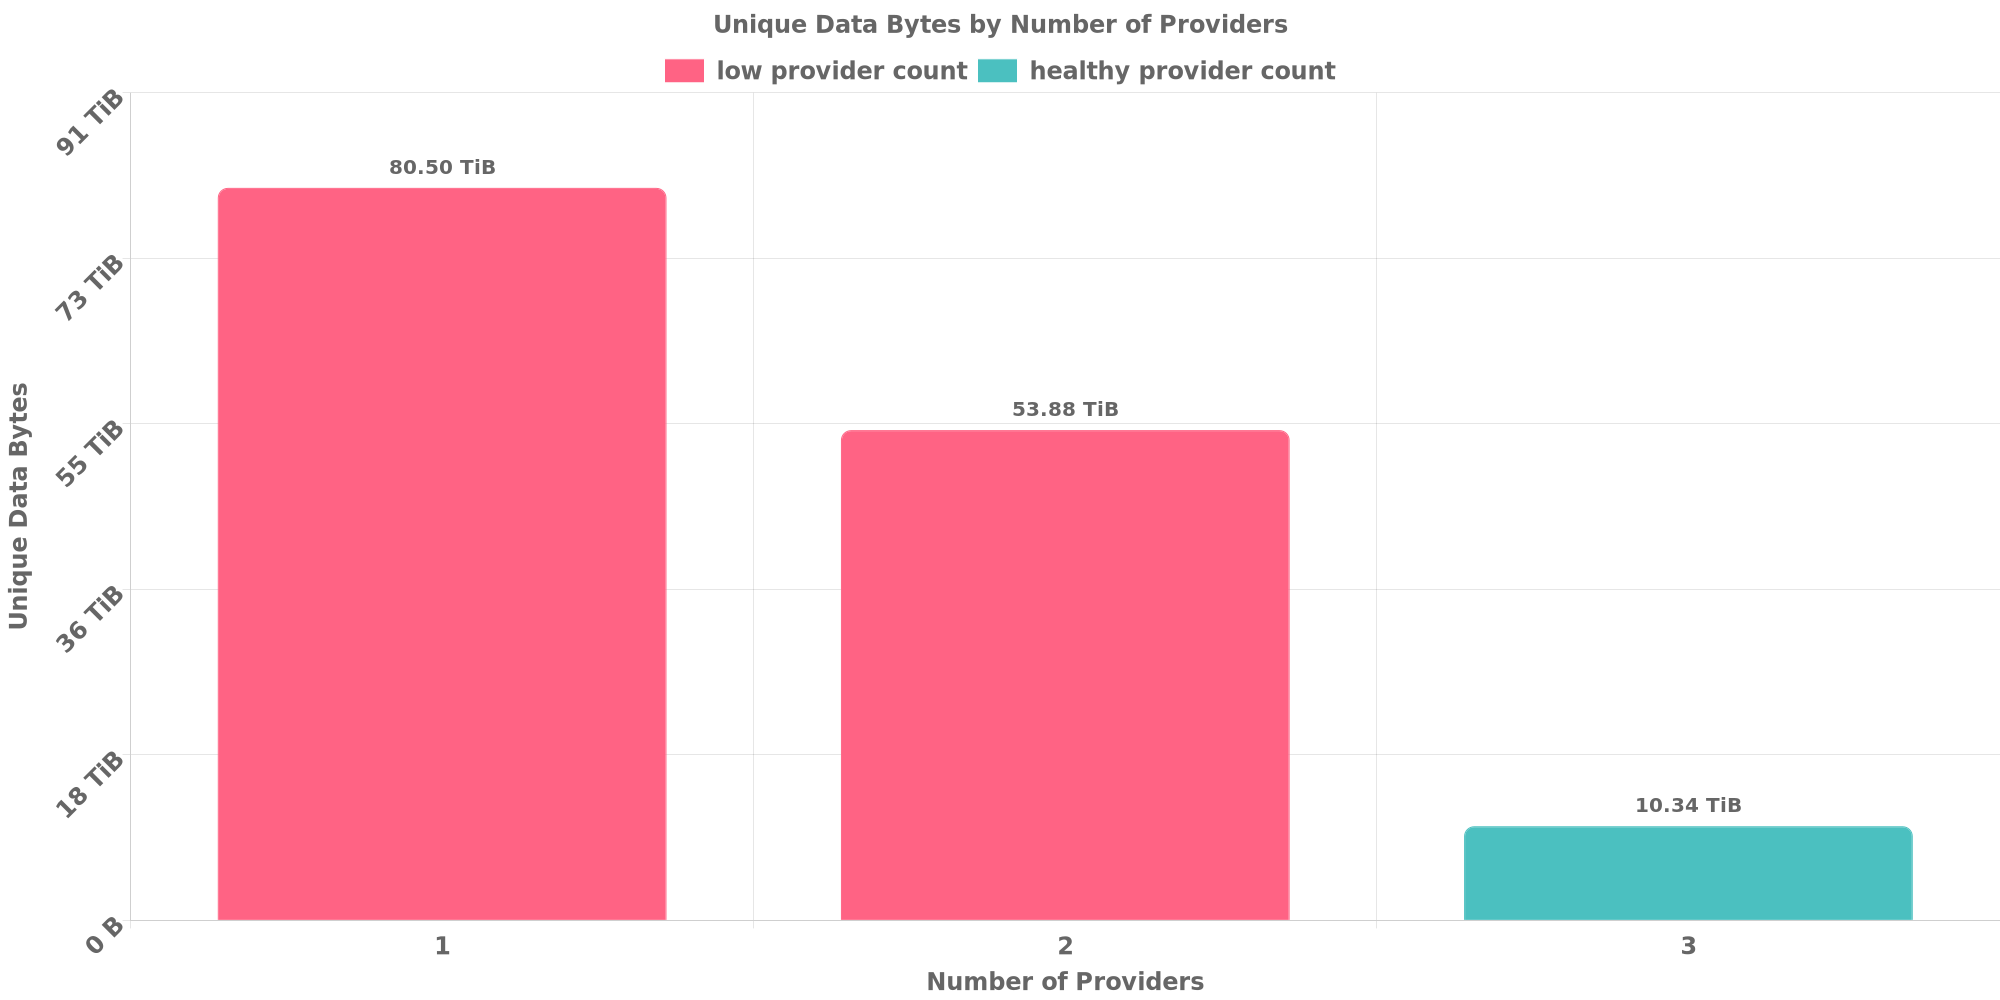 Unique Data Bytes by Number of Providers
low provider count healthy provider count
91 TiB
73 TiB
55 TiB
36 TiB
18 TiB
0 B
Unique Data Bytes
80.50 TiB
53.88 TiB
10.34 TiB
1 2 3
Number of Providers